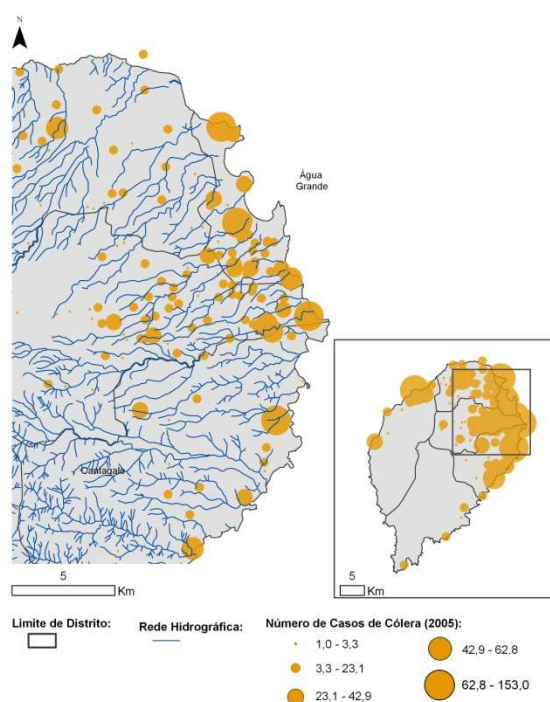 N
Água
Grande
Cantagalo
5
Km
5
Km
Limite de Distrito:
Rede Hidrográfica:
Número de Casos de Cólera (2005):
1,0 - 3,3
3,3 - 23,1
23,1 - 42,9
42,9 - 62,8
62,8 - 153,0